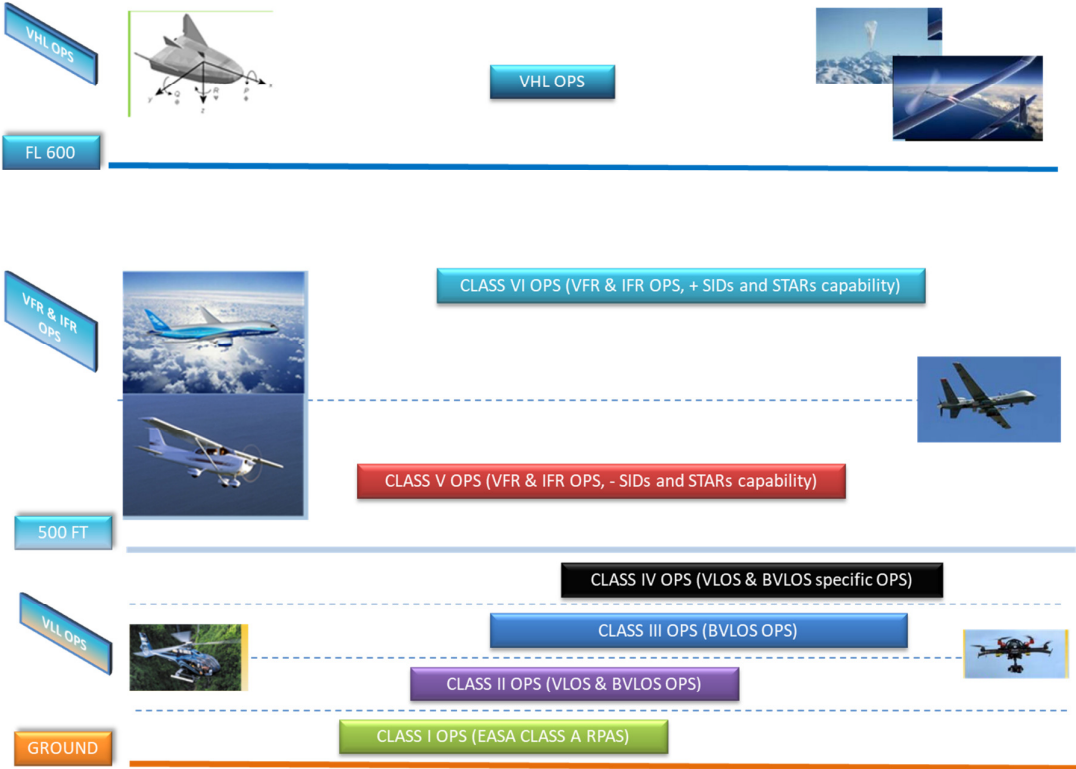 VHL OPS
VHL OPS
FL 600
VFR & IFR
OPS
CLASS VI OPS (VFR & IFR OPS, + SIDs and STARs capability)
CLASS V OPS (VFR & IFR OPS, - SIDs and STARs capability)
500 FT
CLASS IV OPS (VLOS & BVLOS specific OPS)
VLL OPS
CLASS III OPS (BVLOS OPS)
CLASS II OPS (VLOS & BVLOS OPS)
CLASS I OPS (EASA CLASS A RPAS)
GROUND